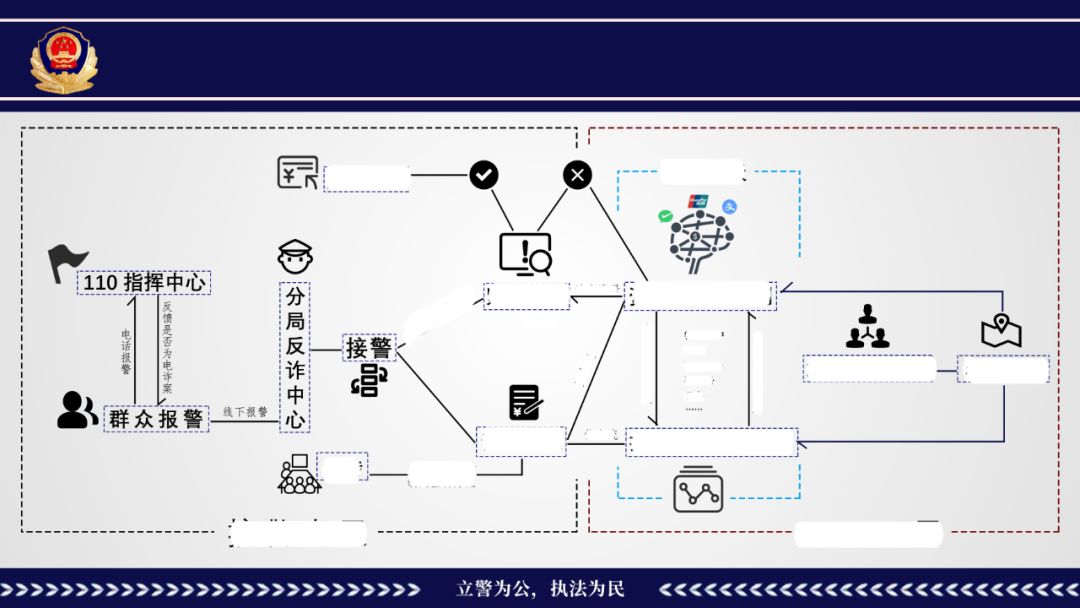 110 指挥中心
反馈是否为电诈案
电话报警
群众报警
线下报警
分局反诈中心
接警
......
立警为公，执法为民